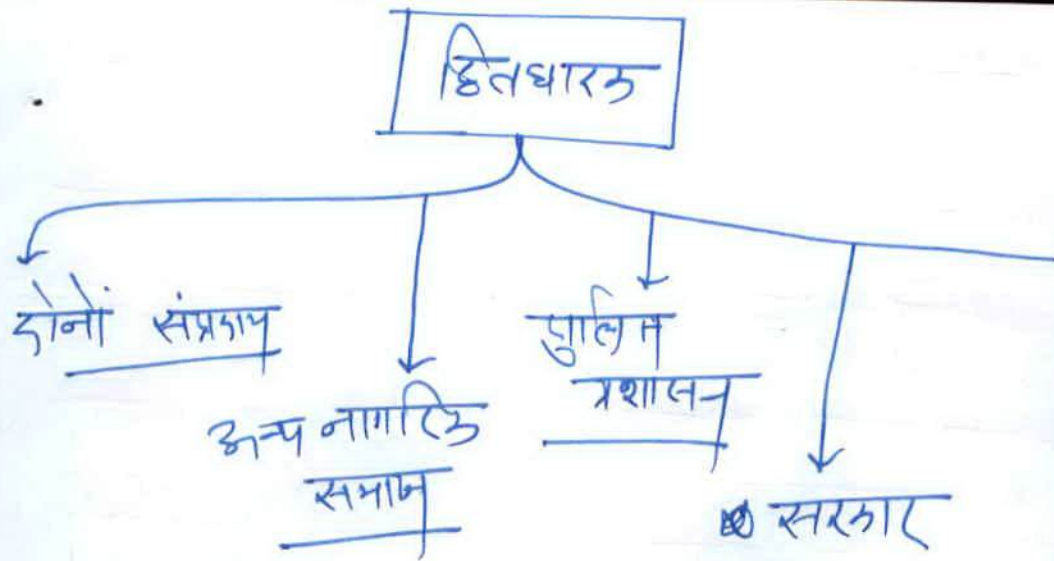 हितधारक
दोनों संप्रदाय
अन्य नागरिक
समाज
पुलिस
प्रशासन
सरकार